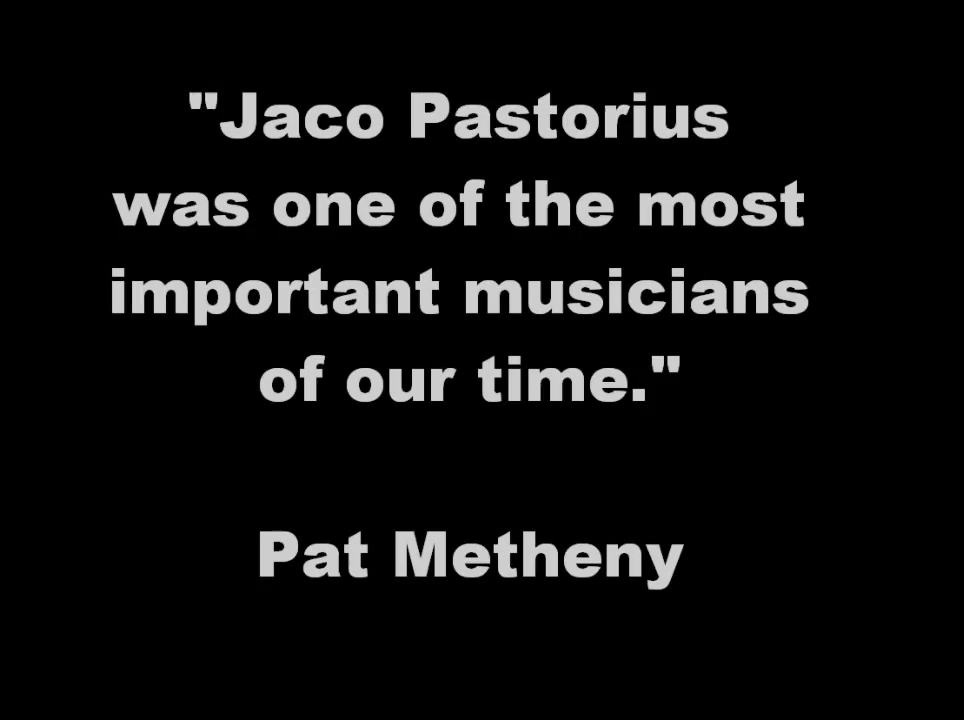 "Jaco Pastorius
was one of the most
important musicians
of our time."
Pat Metheny